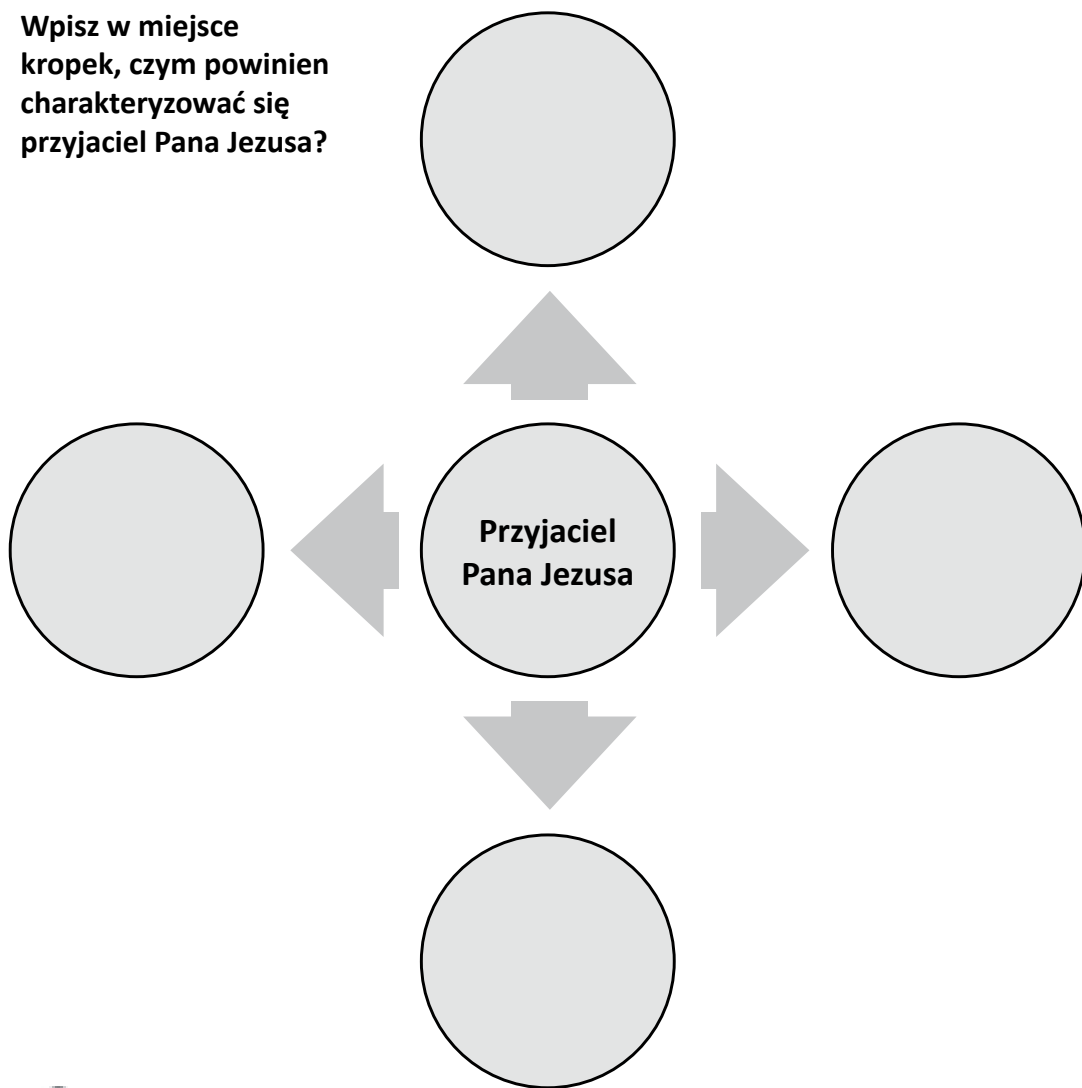 Wpisz w miejsce
kropek, czym powinien
charakteryzować się
przyjaciel Pana Jezusa?
Przyjaciel
Pana Jezusa